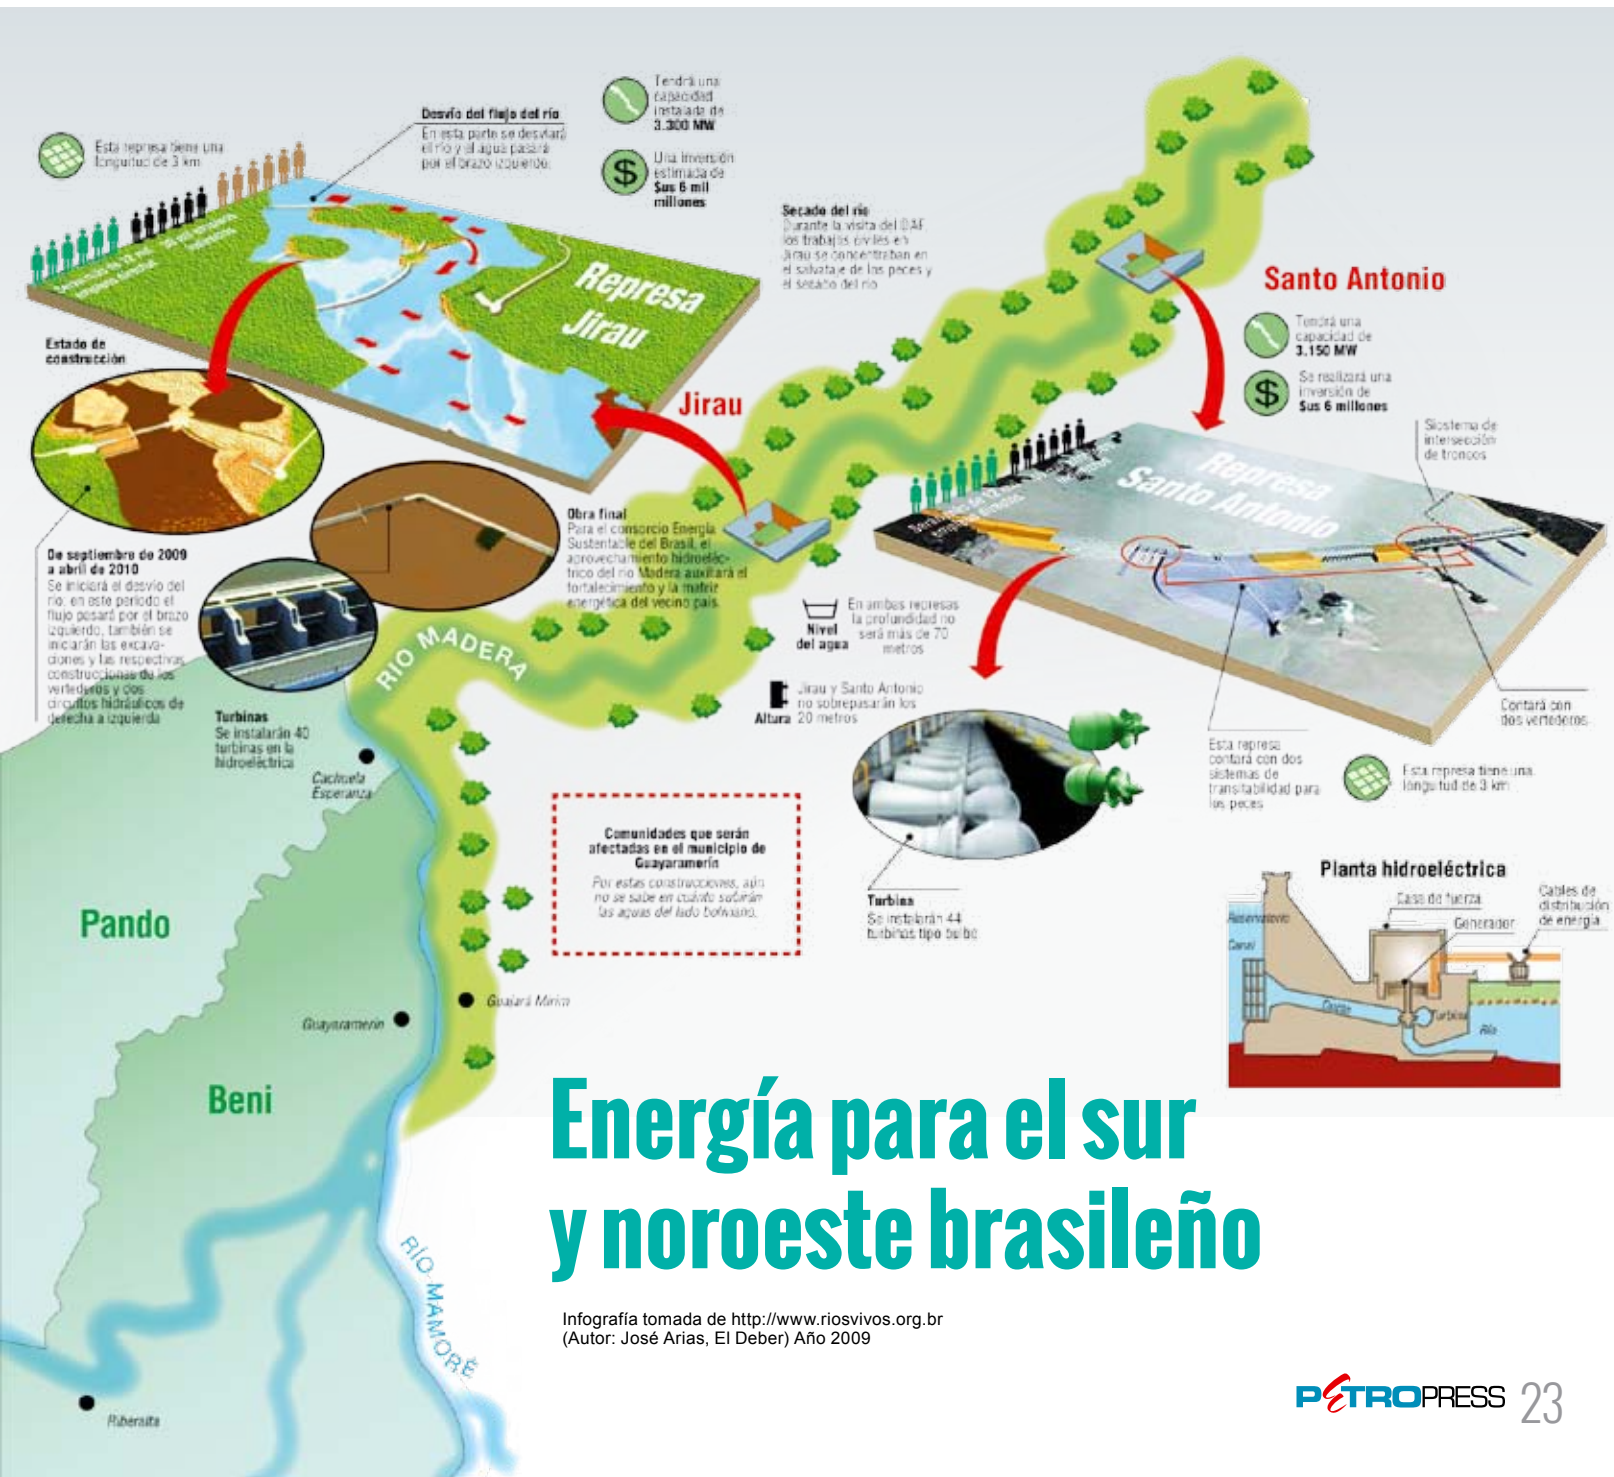 Esta represa tiene una
longuitud de 3 km
Desvío del flujo del río
En esta parte se desviará
el río y el agua pasará
por el brazo izquierdo.
Tendrá una
capacidad
instalada de
3.300 MW
Una inversión
estimada de
$us 6 mil
millones
Represa
Jirau
Secado del río
Durante la visita del
los trabajos civiles en
Jirau se concentraban en
el salvataje de los peces y
el secado del río
Santo Antonio
Tendrá una
capacidad de
3.150 MW
Se realizará una
inversión de
$us 6 millones
Estado de
construcción
Jirau
Sisstema de
intersección
de troncos
Represa
Santo Antonio
De septiembre de 2009
a abril de 2010
Se iniciará el desvío del
río; en este período el
flujo pasará por el brazo
izquierdo, también se
iniciarán las excava-
ciones y las respectivas
construcciones de los
vertederos y dos
circuitos hidráulicos de
derecha a izquierda
Obra final
Para el consorcio Energía
Sustentable del Brasil, el
aprovechamiento hidroeléc-
trico del río Madera auxiliará el
fortalecimiento y la matriz
energética del vecino país.
Turbinas
Se instalarán 40
turbinas en la
hidroeléctrica
RIO MADERA
Nivel
del agua
En ambas represas
la profundidad no
será más de 70
metros
Altura
Jirau y Santo Antonio
no sobrepasarán los
20 metros
Cachuela
Esperanza
Contará con
dos vertederos
Esta represa
contará con dos
sistemas de
transitabilidad para
los peces
Esta represa tiene una
longuitud de 3 km
Comunidades que serán
afectadas en el municipio de
Guayaramerín
Por estas construcciones, aún
no se sabe en cuánto subirán
las aguas del lado boliviano.
Turbina
Se instalarán 44
turbinas tipo bulbo
Planta hidroeléctrica
Casa de fuerza
Generador
Cables de
distribución
de energía
Reservatorio
Canal
Turbina
Río
Pando
Guajará Mirim
Guayaramerín
Beni
Energía para el sur
y noroeste brasileño
RÍO MAMORÉ
Infografía tomada de http://www.riosvivos.org.br
(Autor: José Arias, El Deber) Año 2009
Riberalta
PETROPRESS 23